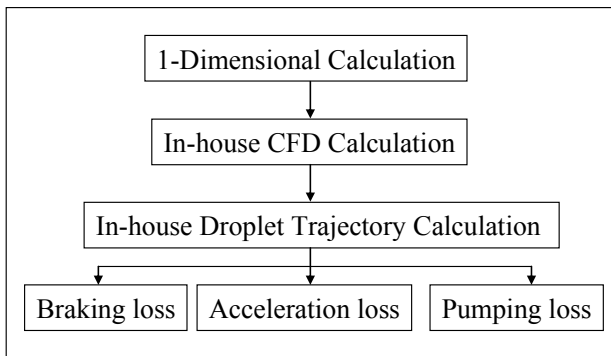 1-Dimensional Calculation
In-house CFD Calculation
In-house Droplet Trajectory Calculation
Braking loss
Acceleration loss
Pumping loss